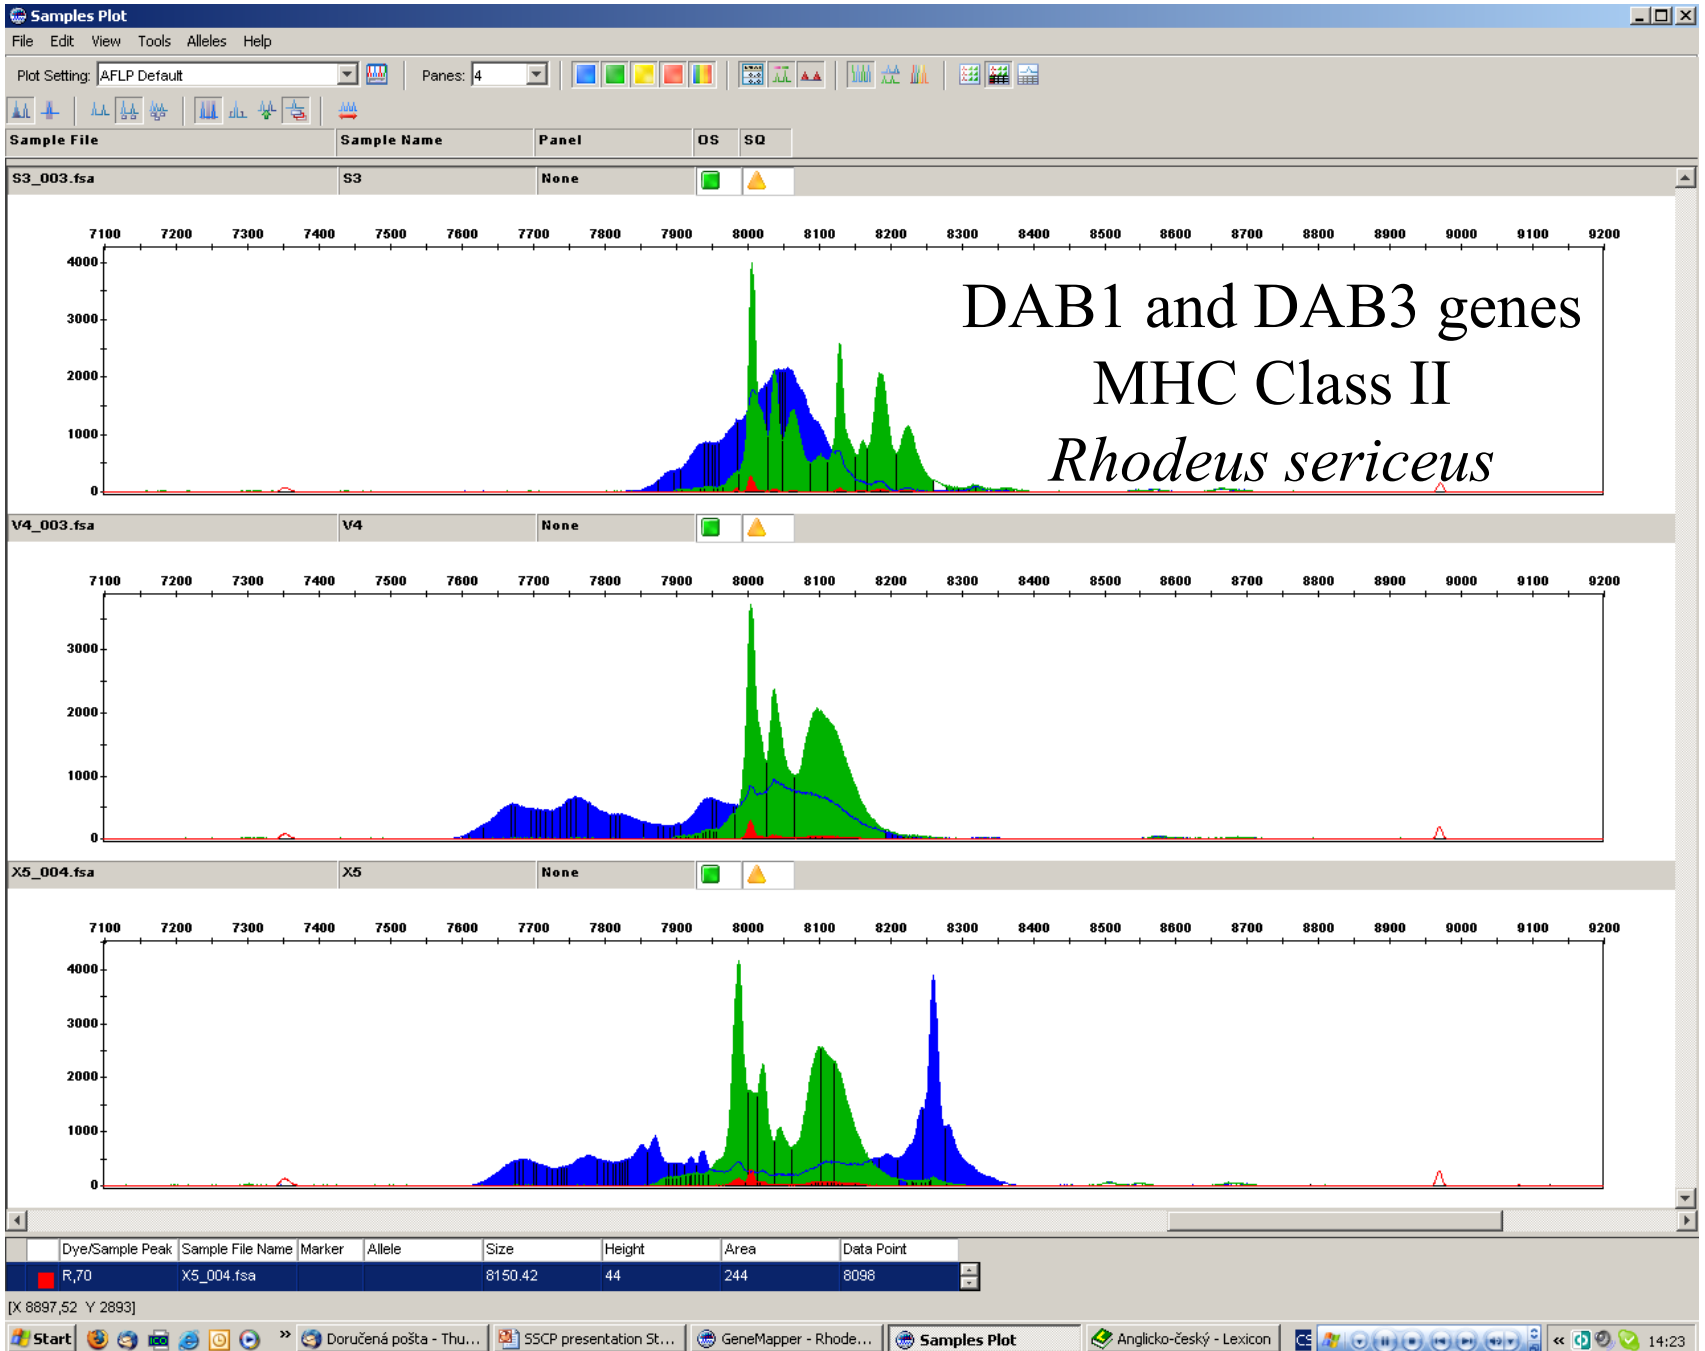 Samples Plot
File Edit View Tools Alleles Help
Plot Setting: AFLP Default Panes: 4
Sample File Sample Name Panel OS SQ
S3_003.fsa S3 None
7100 7200 7300 7400 7500 7600 7700 7800 7900 8000 8100 8200 8300 8400 8500 8600 8700 8800 8900 9000 9100 9200
4000
3000
2000
1000
0
DAB1 and DAB3 genes
MHC Class II
Rhodeus sericeus
V4_003.fsa V4 None
7100 7200 7300 7400 7500 7600 7700 7800 7900 8000 8100 8200 8300 8400 8500 8600 8700 8800 8900 9000 9100 9200
3000
2000
1000
0
X5_004.fsa X5 None
7100 7200 7300 7400 7500 7600 7700 7800 7900 8000 8100 8200 8300 8400 8500 8600 8700 8800 8900 9000 9100 9200
4000
3000
2000
1000
0
Dye/Sample Peak Sample File Name Marker Allele Size Height Area Data Point
R,70 X5_004.fsa 8150.42 44 244 8098
[X 8897,52 Y 2893]
Start » Doručená pošta - Thu... SSCP presentation St... GeneMapper - Rhode... Samples Plot Anglicko-český - Lexicon CS « 14:23